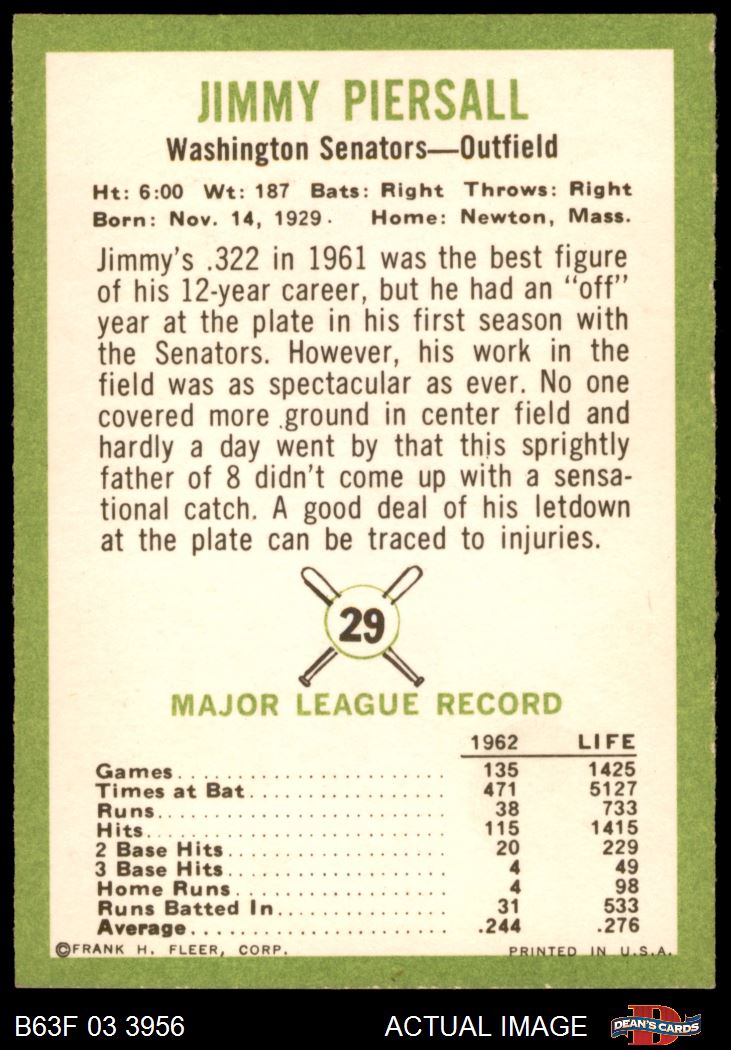 JIMMY PIERSALL
Washington Senators—Outfield
Ht: 6:00 Wt: 187 Bats: Right Throws: Right
Born: Nov. 14, 1929. Home: Newton, Mass.
Jimmy's .322 in 1961 was the best figure
of his 12-year career, but he had an "off"
year at the plate in his first season with
the Senators. However, his work in the
field was as spectacular as ever. No one
covered more ground in center field and
hardly a day went by that this sprightly
father of 8 didn't come up with a sensa-
tional catch. A good deal of his letdown
at the plate can be traced to injuries.
29
MAJOR LEAGUE RECORD
1962 LIFE
Games 135 1425
Times at Bat 471 5127
Runs 38 733
Hits 115 1415
2 Base Hits 20 229
3 Base Hits 4 49
Home Runs 4 98
Runs Batted In 31 533
Average .244 .276
©FRANK H. FLEER, CORP. PRINTED IN U.S.A.
B63F 03 3956 ACTUAL IMAGE D DEAN'S CARDS